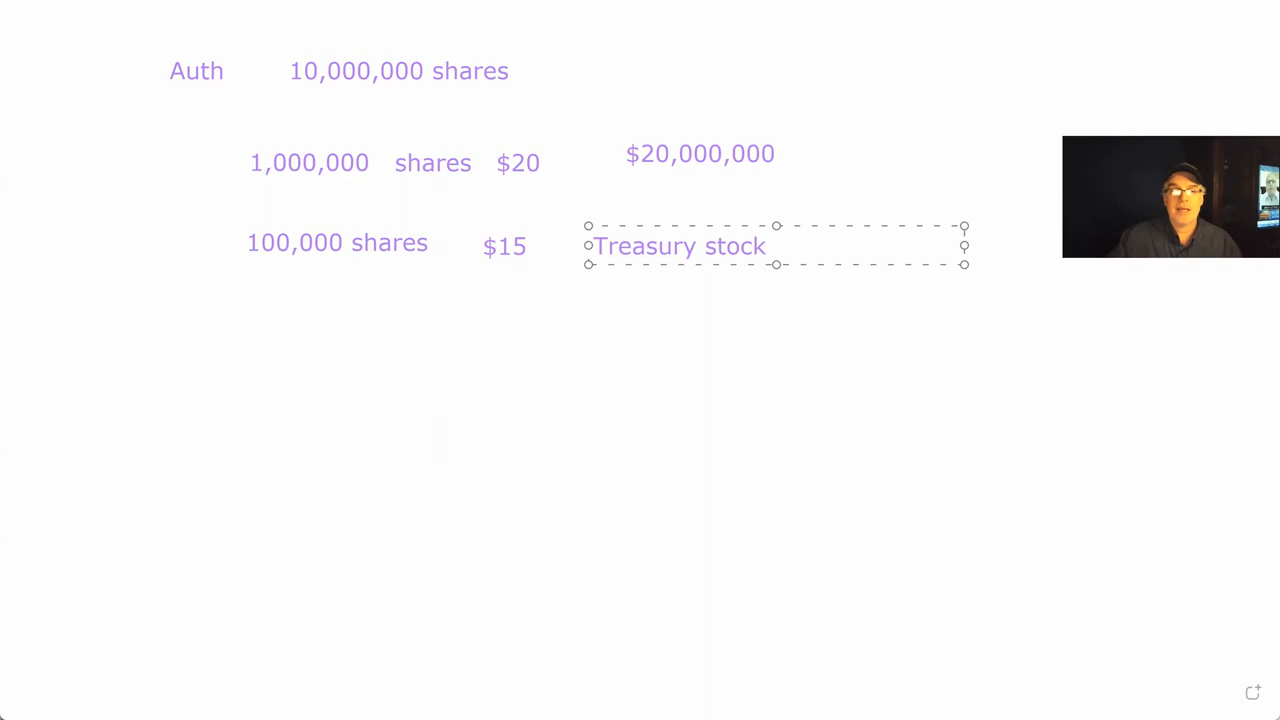 Auth 10,000,000 shares
1,000,000 shares $20 $20,000,000
100,000 shares $15 Treasury stock